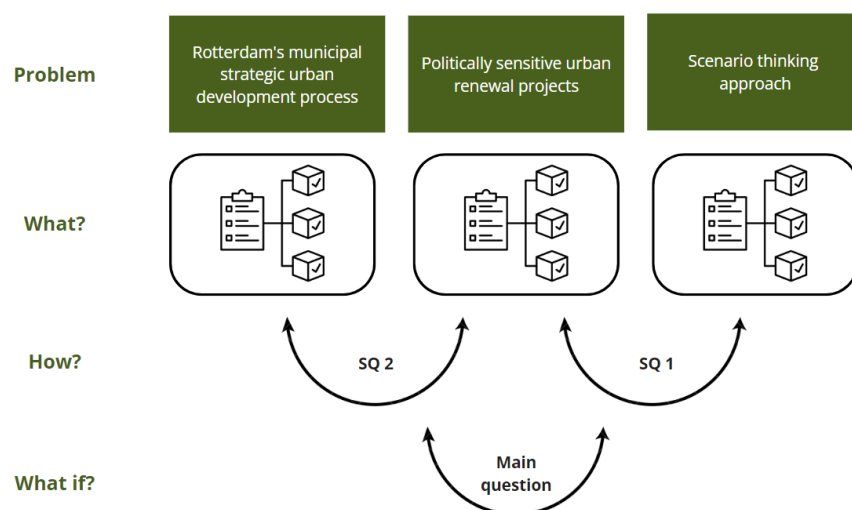 Problem
Rotterdam's municipal
strategic urban
development process
Politically sensitive urban
renewal projects
Scenario thinking
approach
What?
How?
SQ 2
SQ 1
What if?
Main
question